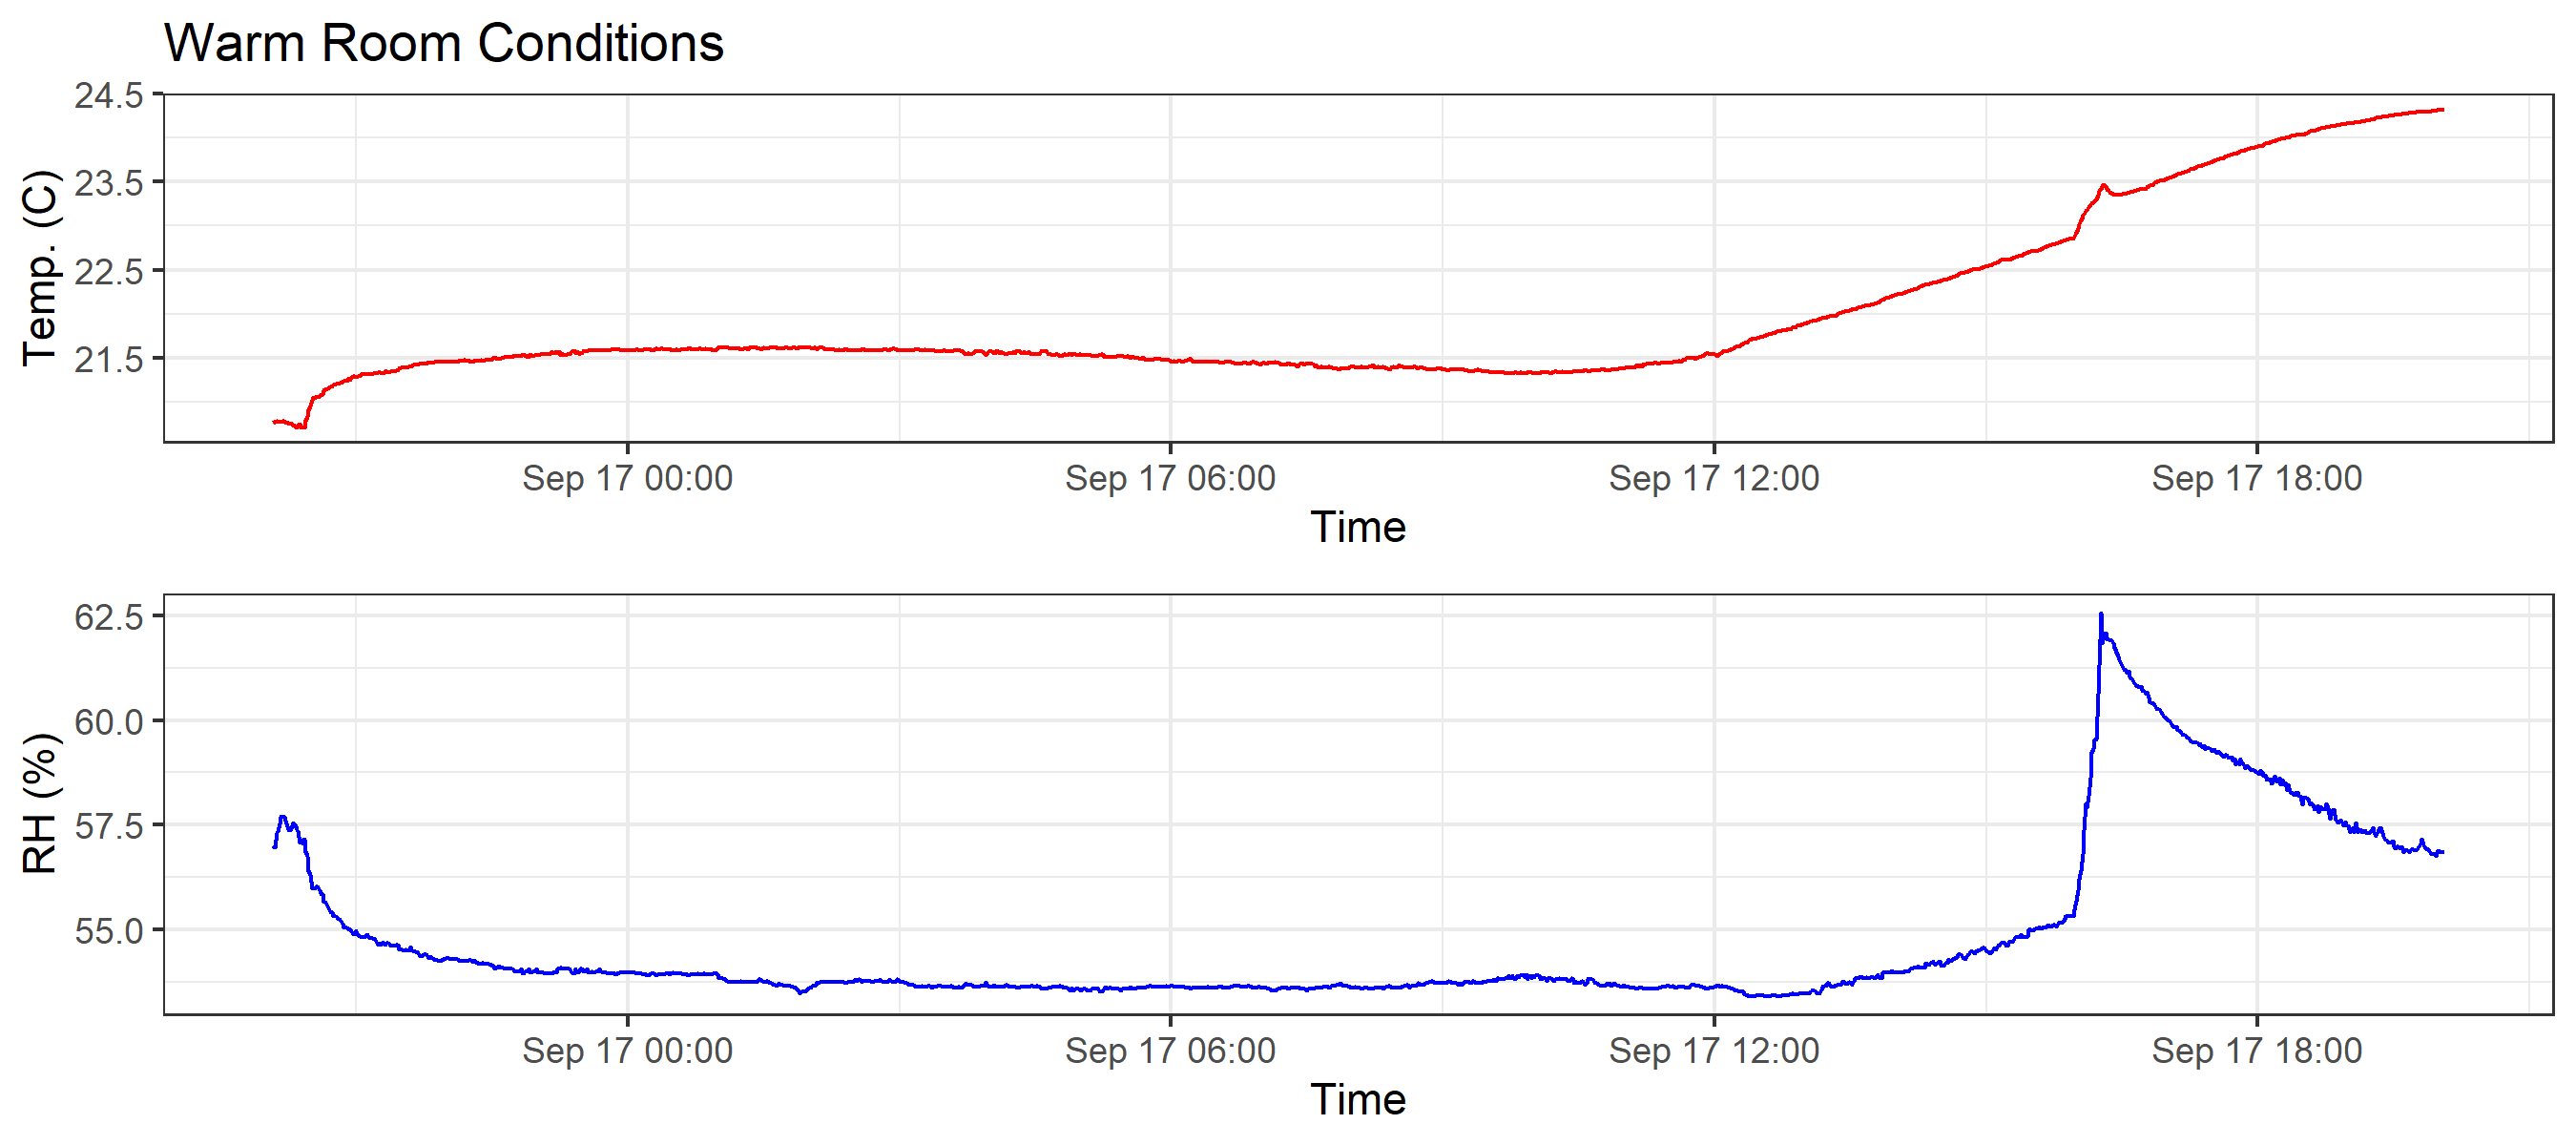 Warm Room Conditions
24.5
23.5
22.5
21.5
Temp. (C)
Sep 17 00:00 Sep 17 06:00 Sep 17 12:00 Sep 17 18:00
Time
62.5
60.0
57.5
55.0
RH (%)
Sep 17 00:00 Sep 17 06:00 Sep 17 12:00 Sep 17 18:00
Time